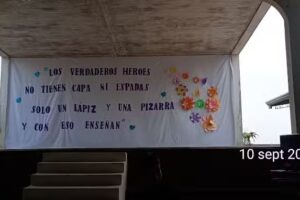 "LOS VERDADEROS HEROES
NO TIENEN CAPA NI ESPADAS
SOLO UN LAPIZ Y UNA PIZARRA
Y CON ESO ENSEÑAN"
10 sept 20